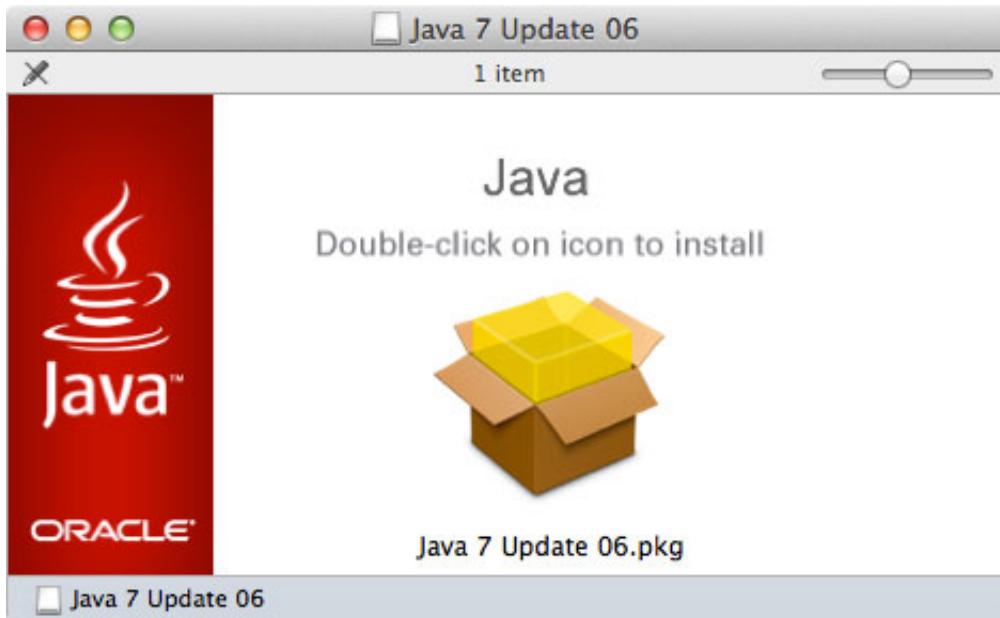 Java 7 Update 06
1 item
Java
Double-click on icon to install
Java™
ORACLE®
Java 7 Update 06.pkg
Java 7 Update 06